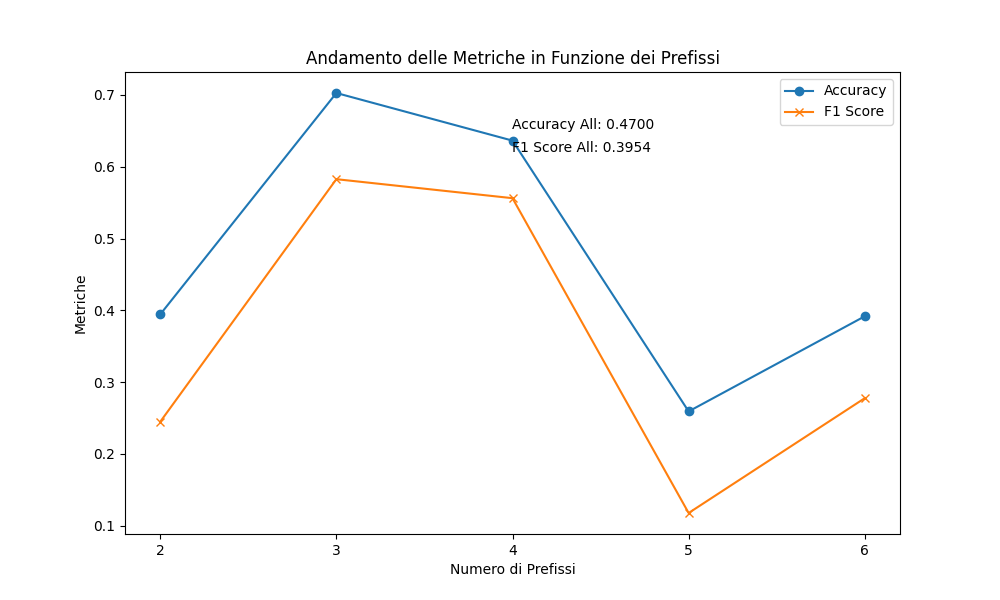 Andamento delle Metriche in Funzione dei Prefissi
Accuracy
F1 Score
Accuracy All: 0.4700
F1 Score All: 0.3954
0.7
0.6
0.5
0.4
0.3
0.2
0.1
Metriche
2 3 4 5 6
Numero di Prefissi